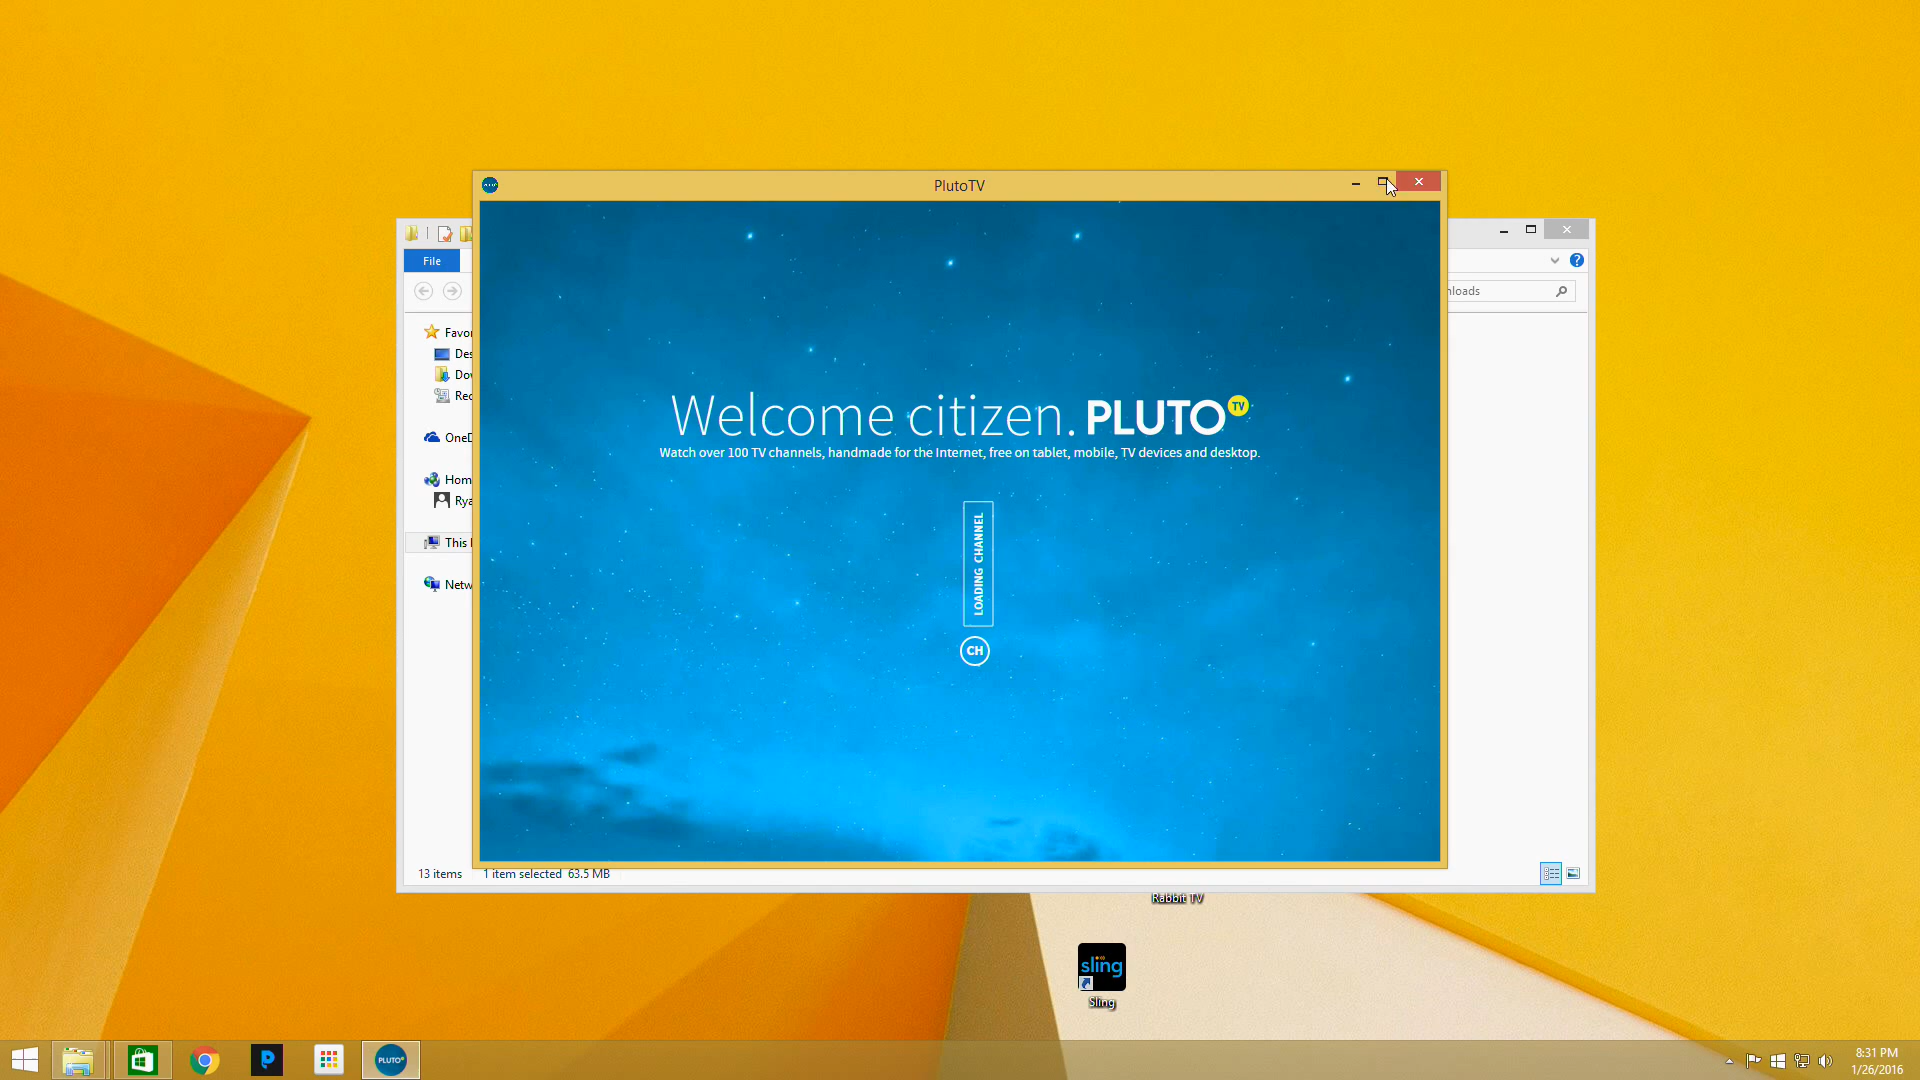 PlutoTV
File
nloads
Favor
Des
Dov
Rec
OneD
Hom
Rya
This
Netw
Welcome citizen. PLUTO TV
Watch over 100 TV channels, handmade for the Internet, free on tablet, mobile, TV devices and desktop.
LOADING CHANNEL
CH
13 items 1 item selected 63.5 MB
Rabbit TV
sling
Sling
PLUTO
8:31 PM
1/26/2016